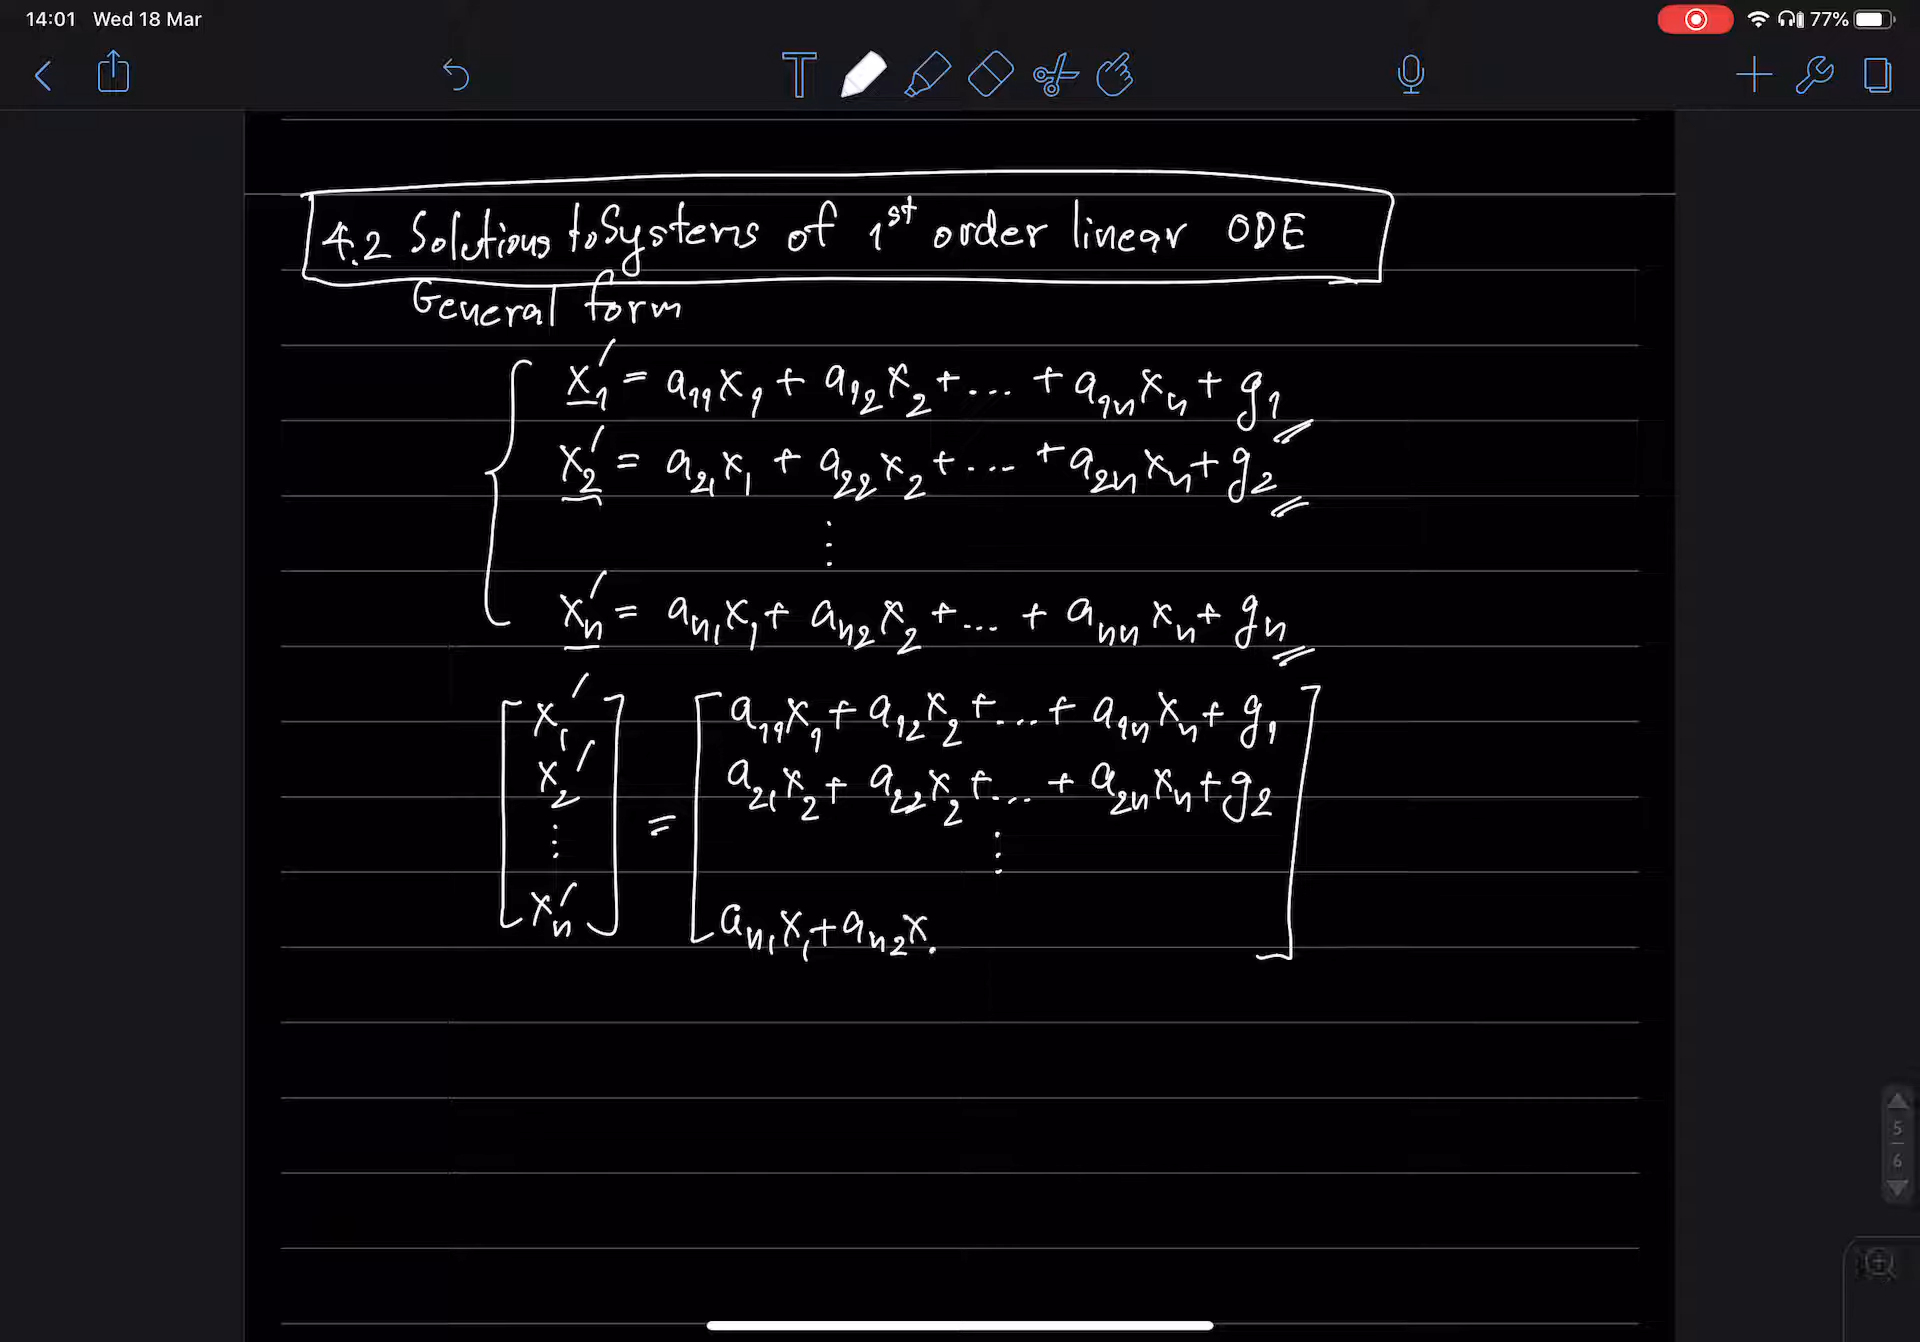 14:01 Wed 18 Mar 77%
4.2 Solutions to Systems of 1st order linear ODE
General form
x₁′ = a₁₁x₁ + a₁₂x₂ + ... + a₁ₙxₙ + g₁
x₂′ = a₂₁x₁ + a₂₂x₂ + ... + a₂ₙxₙ + g₂
⋮
xₙ′ = aₙ₁x₁ + aₙ₂x₂ + ... + aₙₙxₙ + gₙ
[x₁′ x₂′ ⋮ xₙ′] =
[a₁₁x₁ + a₁₂x₂ + ... + a₁ₙxₙ + g₁
a₂₁x₂ + a₂₂x₂ + ... + a₂ₙxₙ + g₂
⋮
aₙ₁x₁ + aₙ₂x.]
5
6